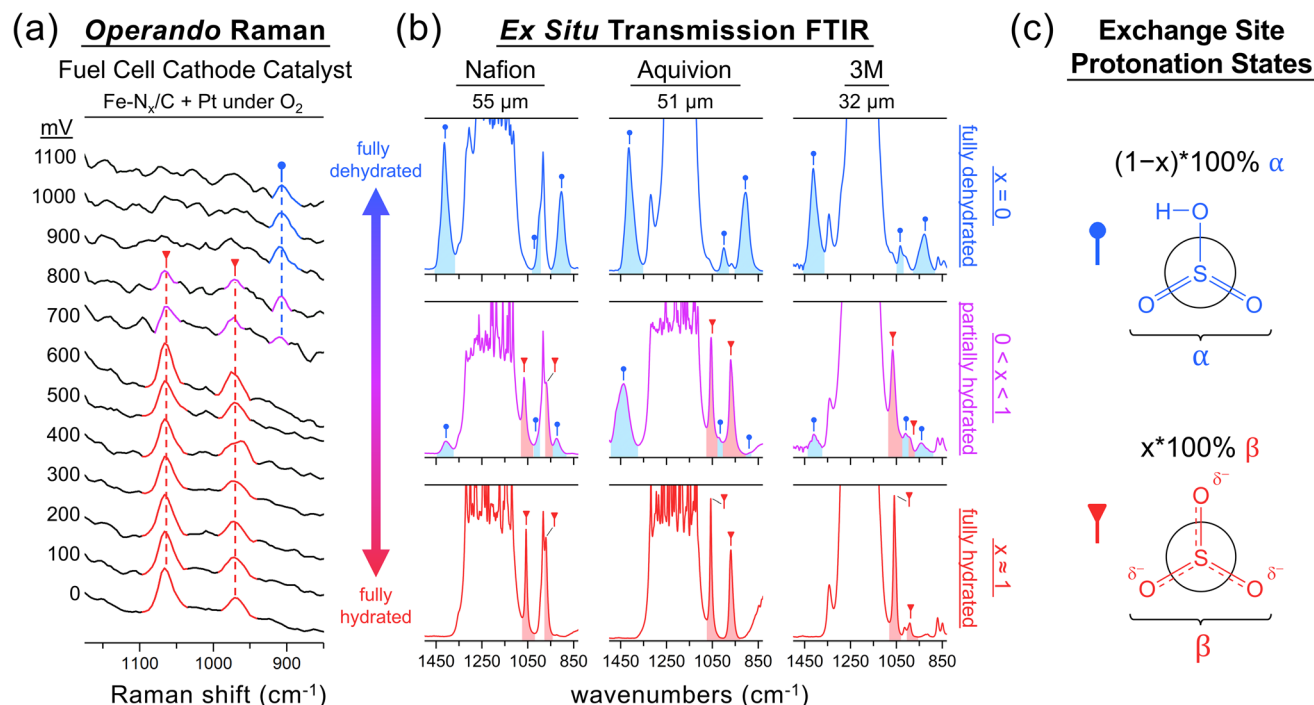 (a)
Operando Raman
Fuel Cell Cathode Catalyst
Fe-Nx/C + Pt under O2
mV
1100
1000
900
800
700
600
500
400
300
200
100
0
1100
1000
900
Raman shift (cm-1)
fully
dehydrated
fully
hydrated
(b)
Ex Situ Transmission FTIR
Nafion
55 µm
Aquivion
51 µm
3M
32 µm
fully dehydrated
x = 0
partially hydrated
0 < x < 1
fully hydrated
x ≈ 1
1450
1250
1050
850
1450
1250
1050
850
1450
1250
1050
850
wavenumbers (cm-1)
(c)
Exchange Site
Protonation States
(1−x)*100% α
H
O
S
O
O
α
x*100% β
δ−
O
S
δ−
O
δ−
O
β